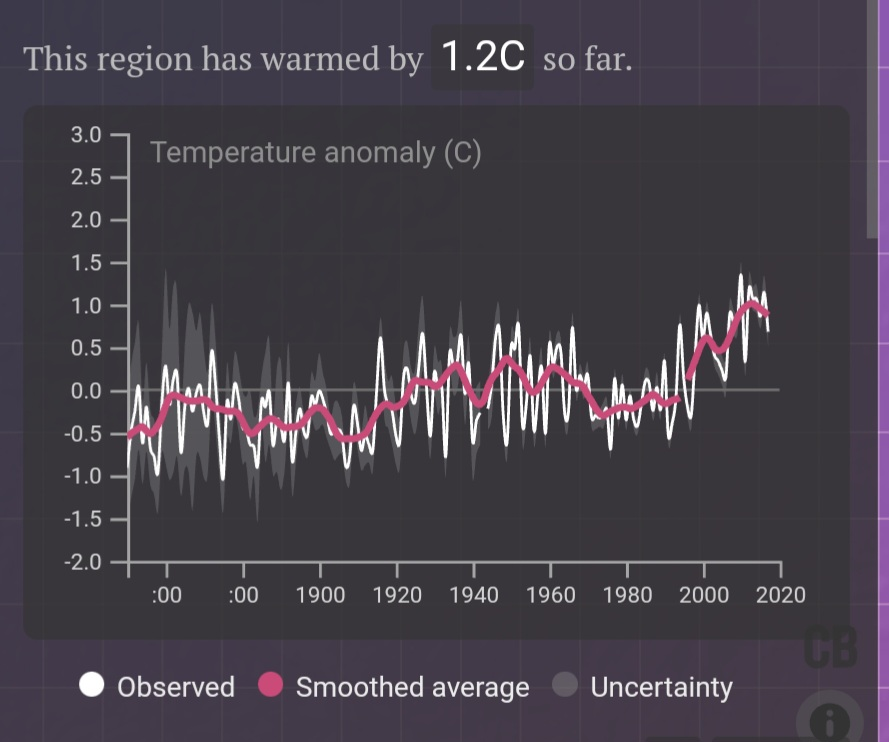 This region has warmed by 1.2C so far.
Temperature anomaly (C)
3.0
2.5
2.0
1.5
1.0
0.5
0.0
-0.5
-1.0
-1.5
-2.0
:00 :00 1900 1920 1940 1960 1980 2000 2020
CB
Observed Smoothed average Uncertainty
i